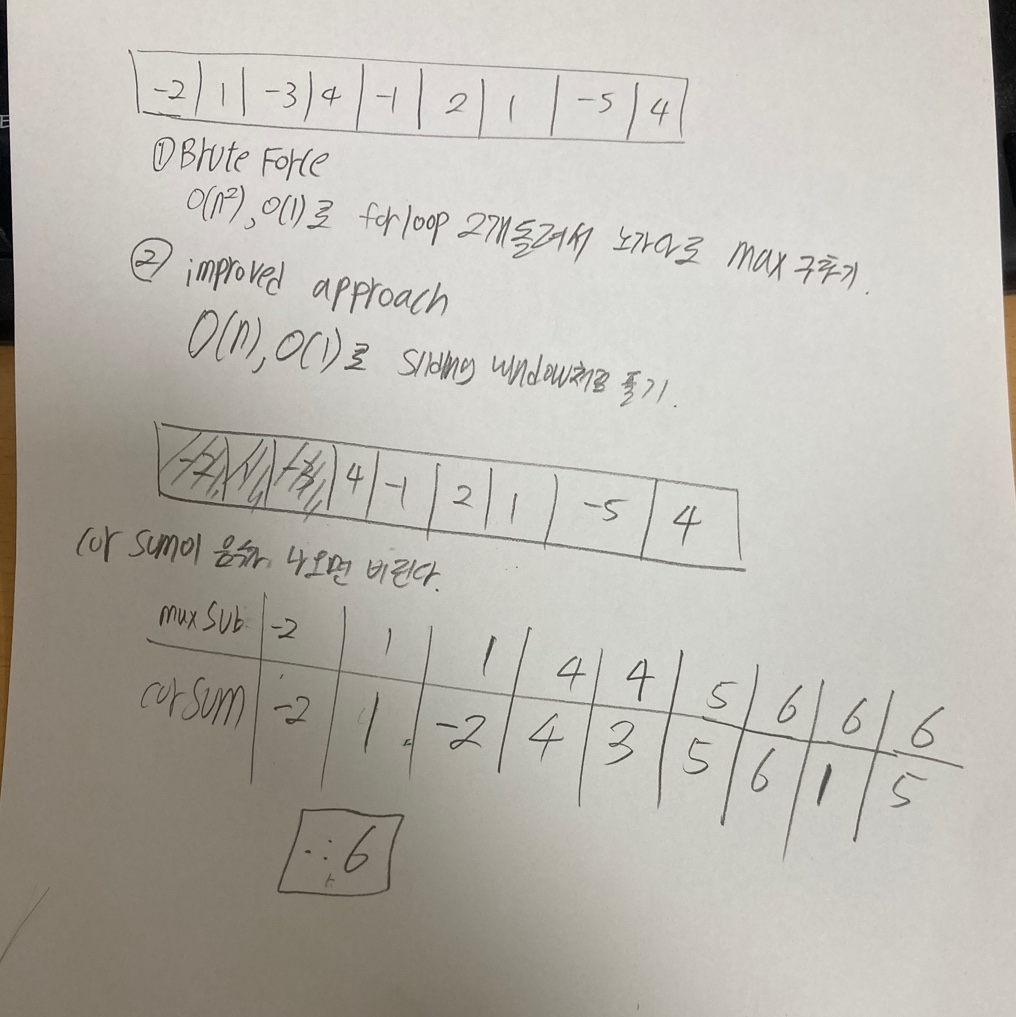 -2 1 -3 4 -1 2 1 -5 4
① Brute Force
O(n²), O(1)로 for loop 2개돌려서 노가다로 max 구하기.
② improved approach
O(n), O(1)로 sliding window처럼 풀기.
-2 1 -3 4 -1 2 1 -5 4
cur sum이 음수가 나오면 버린다.
max sub -2 1 1 4 4 5 6 6 6
cur sum -2 1 -2 4 3 5 6 1 5
∴ 6